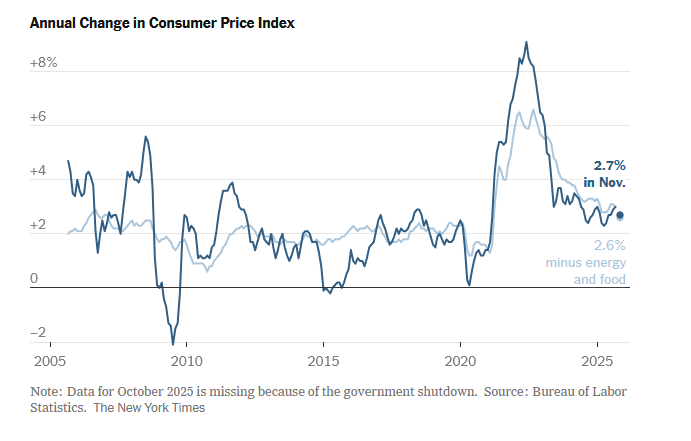 Annual Change in Consumer Price Index
+8%
+6
+4
+2
0
−2
2.7%
in Nov.
2.6%
minus energy
and food
2005
2010
2015
2020
2025
Note: Data for October 2025 is missing because of the government shutdown. Source: Bureau of Labor
Statistics. The New York Times